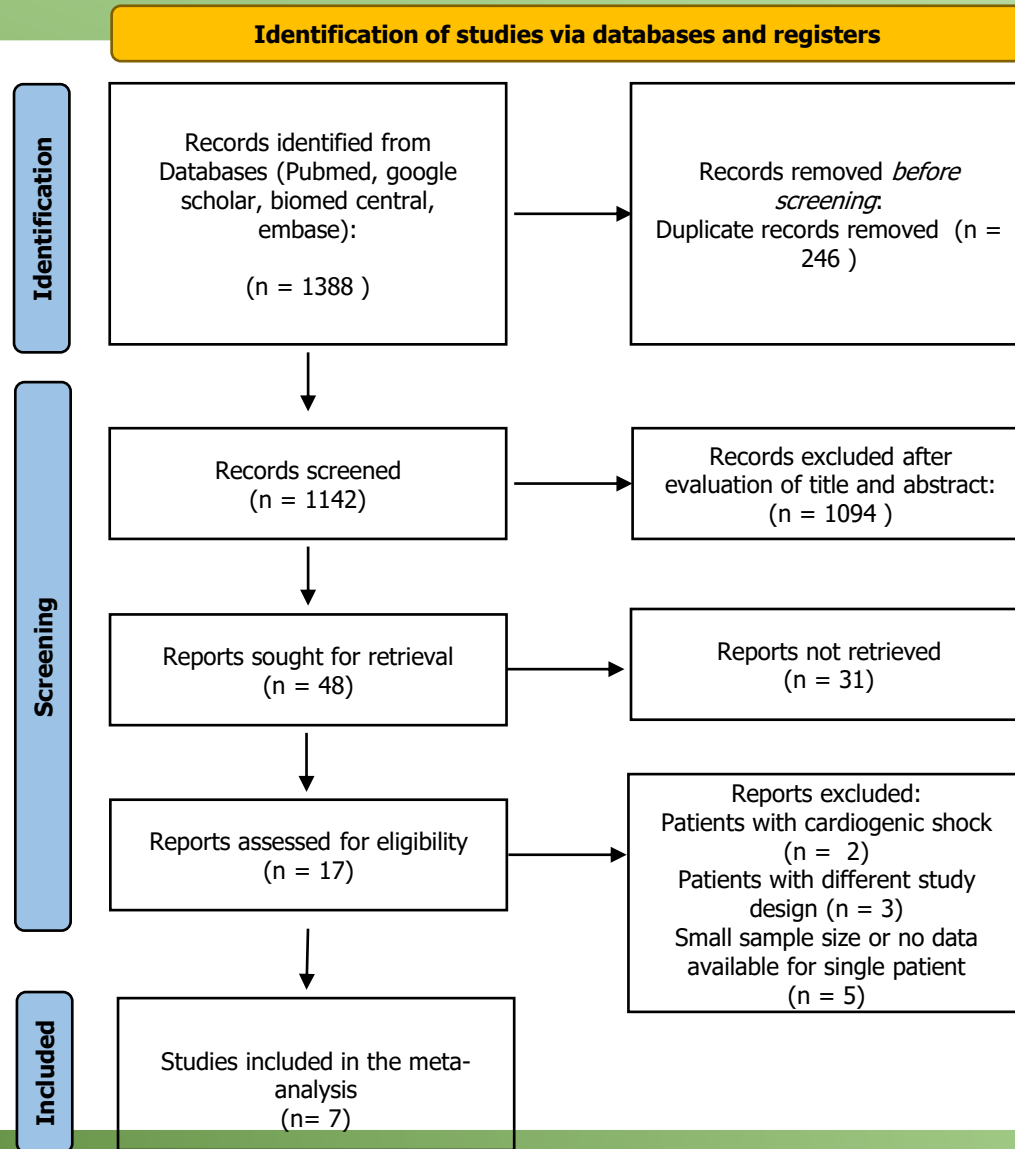 Identification of studies via databases and registers
Identification
Records identified from
Databases (Pubmed, google
scholar, biomed central,
embase):
(n = 1388 )
Records removed before
screening:
Duplicate records removed (n =
246 )
Screening
Records screened
(n = 1142)
Records excluded after
evaluation of title and abstract:
(n = 1094 )
Reports sought for retrieval
(n = 48)
Reports not retrieved
(n = 31)
Reports assessed for eligibility
(n = 17)
Reports excluded:
Patients with cardiogenic shock
(n = 2)
Patients with different study
design (n = 3)
Small sample size or no data
available for single patient
(n = 5)
Included
Studies included in the meta-
analysis
(n= 7)